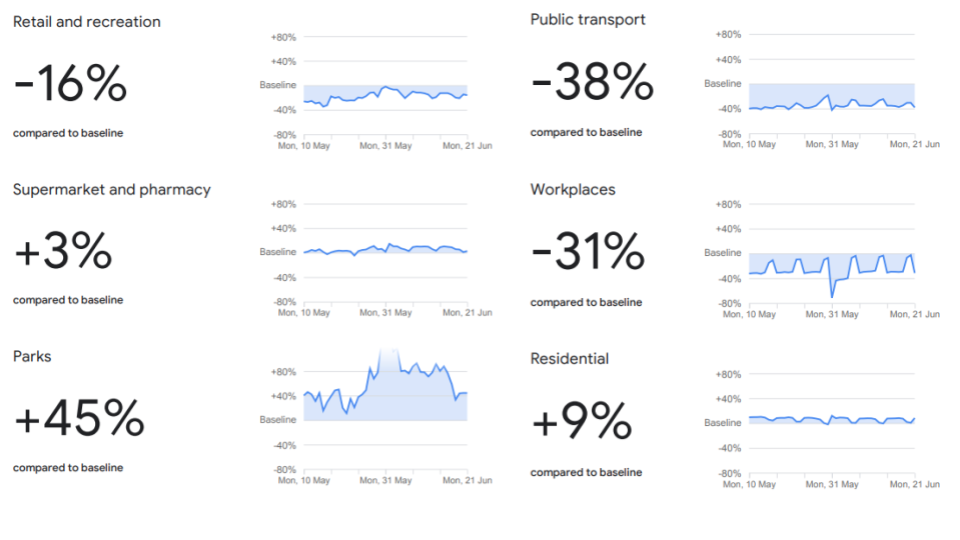 Retail and recreation
-16%
compared to baseline
+80%
+40%
Baseline
-40%
-80%
Mon, 10 May Mon, 31 May Mon, 21 Jun
Public transport
-38%
compared to baseline
+80%
+40%
Baseline
-40%
-80%
Mon, 10 May Mon, 31 May Mon, 21 Jun
Supermarket and pharmacy
+3%
compared to baseline
+80%
+40%
Baseline
-40%
-80%
Mon, 10 May Mon, 31 May Mon, 21 Jun
Workplaces
-31%
compared to baseline
+80%
+40%
Baseline
-40%
-80%
Mon, 10 May Mon, 31 May Mon, 21 Jun
Parks
+45%
compared to baseline
+80%
+40%
Baseline
-40%
-80%
Mon, 10 May Mon, 31 May Mon, 21 Jun
Residential
+9%
compared to baseline
+80%
+40%
Baseline
-40%
-80%
Mon, 10 May Mon, 31 May Mon, 21 Jun